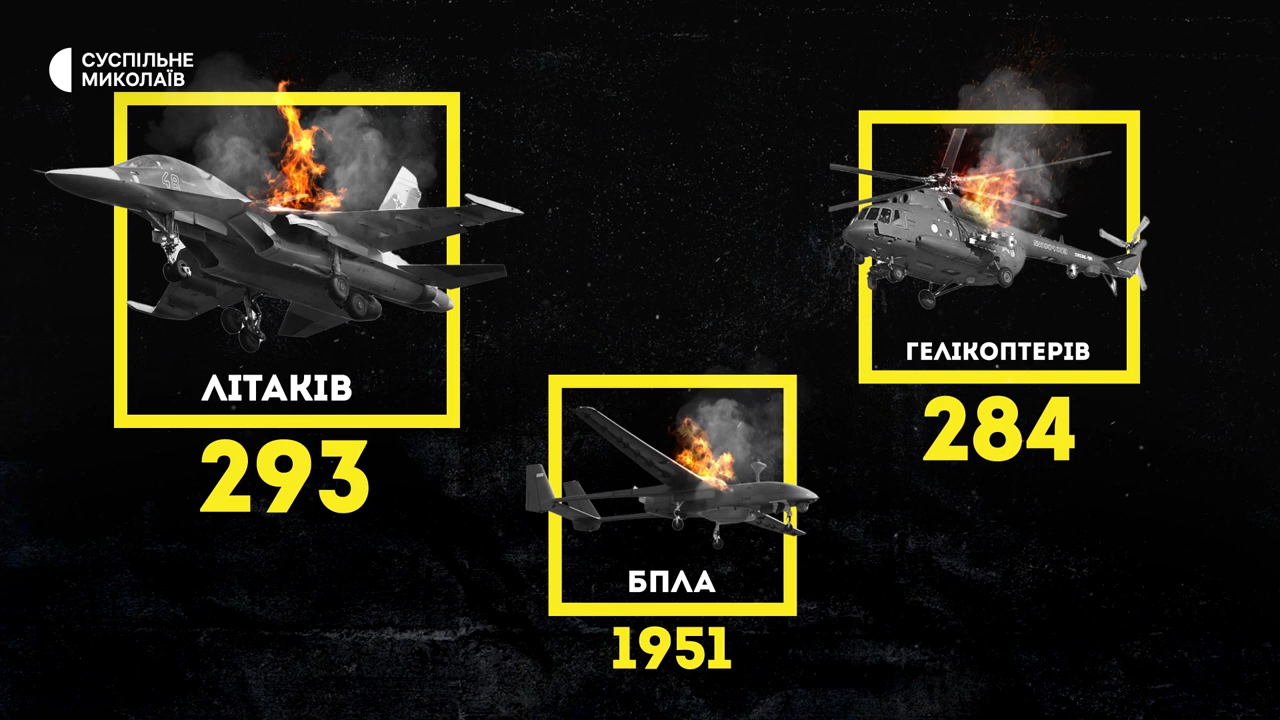 СУСПІЛЬНЕ
МИКОЛАЇВ
ЛІТАКІВ
293
ГЕЛІКОПТЕРІВ
284
БПЛА
1951